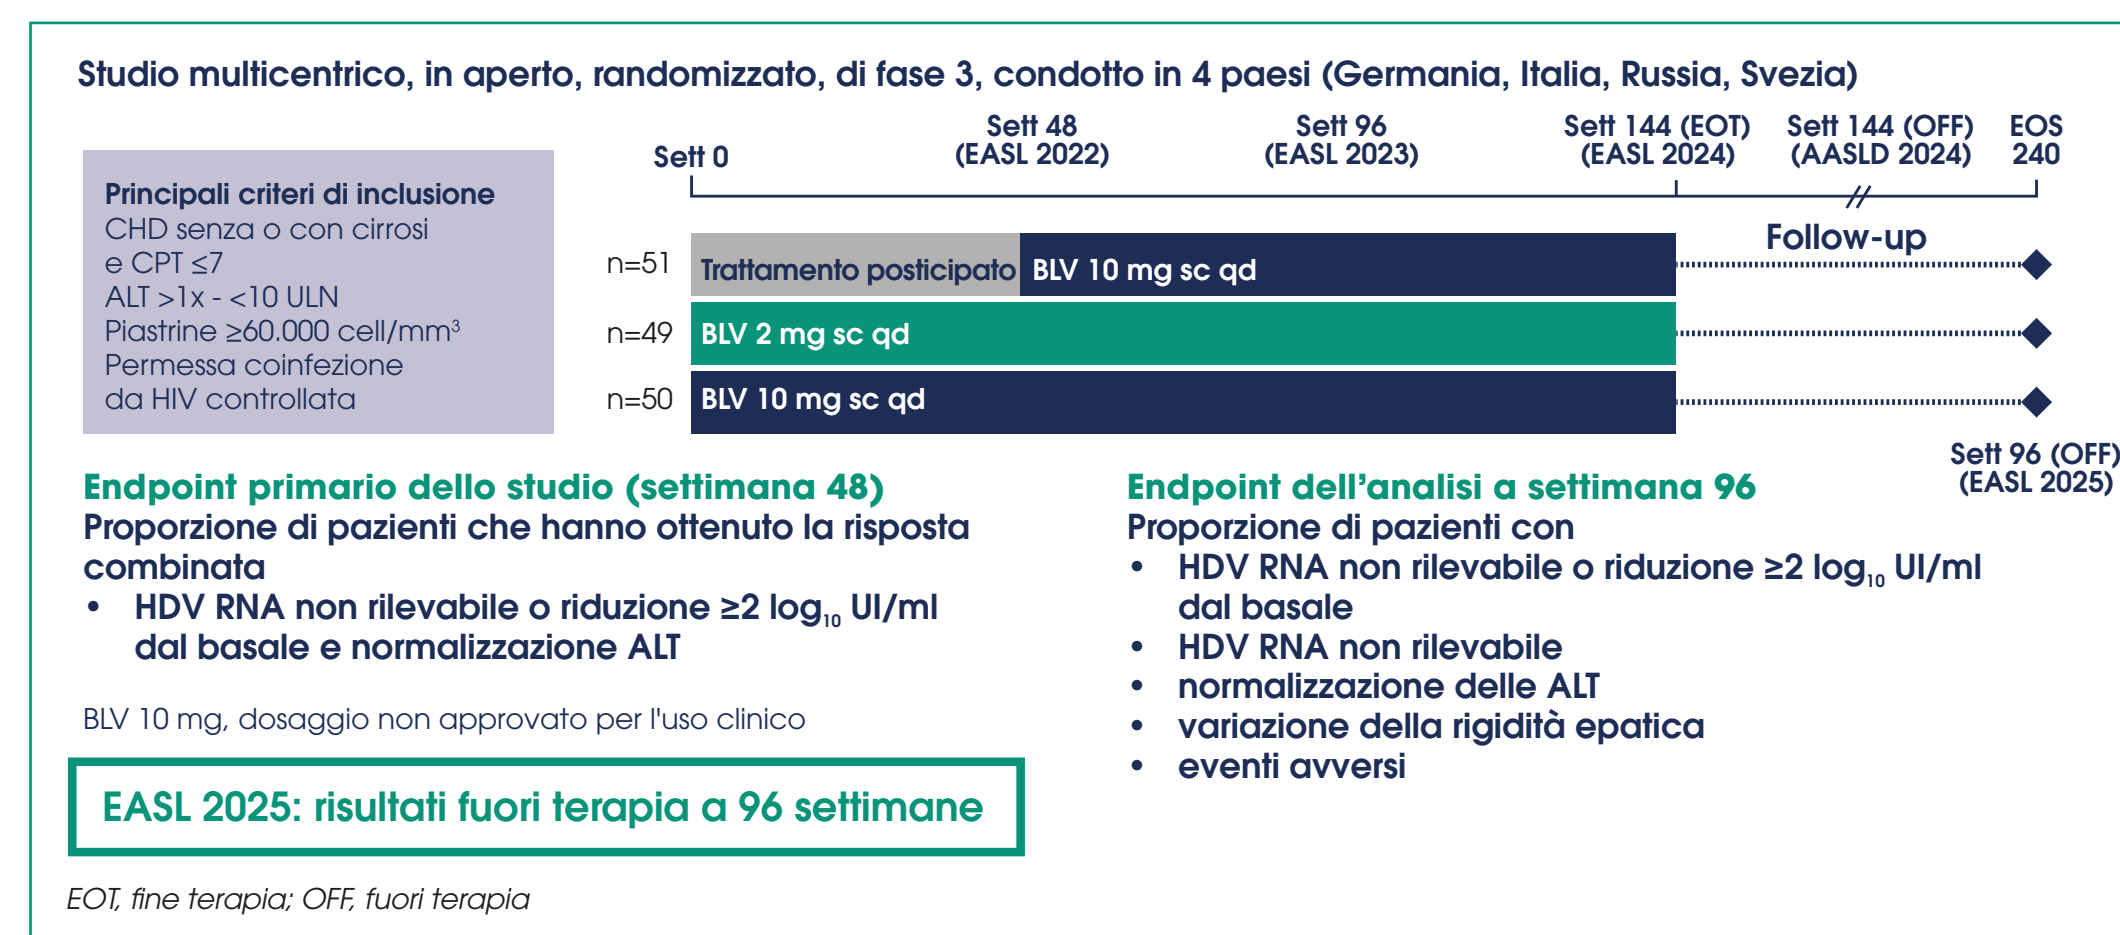 Studio multicentrico, in aperto, randomizzato, di fase 3, condotto in 4 paesi (Germania, Italia, Russia, Svezia)
Sett 0
Sett 48
(EASL 2022)
Sett 96
(EASL 2023)
Sett 144 (EOT)
(EASL 2024)
Sett 144 (OFF)
(AASLD 2024)
EOS
240
Principali criteri di inclusione
CHD senza o con cirrosi
e CPT ≤7
ALT >1x - <10 ULN
Piastrine ≥60.000 cell/mm³
Permessa coinfezione
da HIV controllata
Follow-up
n=51
Trattamento posticipato
BLV 10 mg sc qd
n=49
BLV 2 mg sc qd
n=50
BLV 10 mg sc qd
Sett 96 (OFF)
(EASL 2025)
Endpoint primario dello studio (settimana 48)
Proporzione di pazienti che hanno ottenuto la risposta
combinata
• HDV RNA non rilevabile o riduzione ≥2 log₁₀ UI/ml
dal basale e normalizzazione ALT
BLV 10 mg, dosaggio non approvato per l'uso clinico
EASL 2025: risultati fuori terapia a 96 settimane
Endpoint dell’analisi a settimana 96
Proporzione di pazienti con
• HDV RNA non rilevabile o riduzione ≥2 log₁₀ UI/ml
dal basale
• HDV RNA non rilevabile
• normalizzazione delle ALT
• variazione della rigidità epatica
• eventi avversi
EOT, fine terapia; OFF, fuori terapia